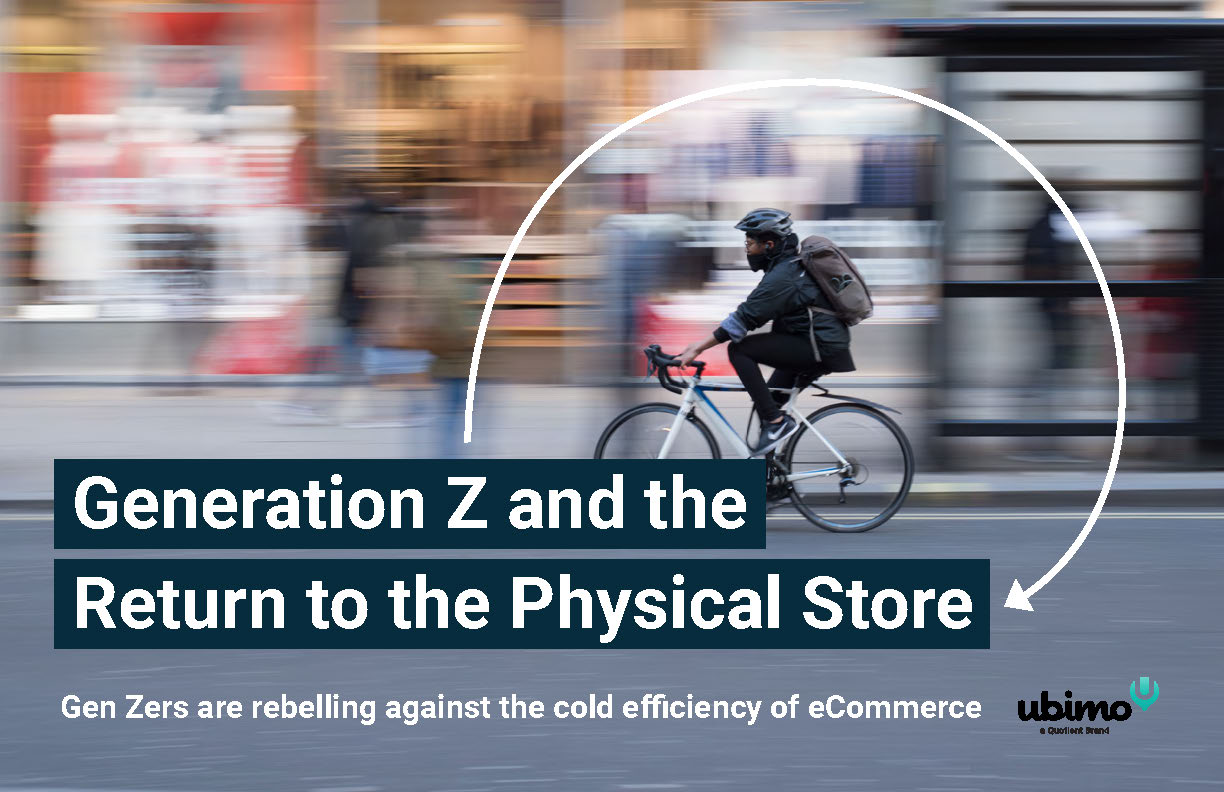 Generation Z and the
Return to the Physical Store
Gen Zers are rebelling against the cold efficiency of eCommerce
ubimo
a Quotient Brand